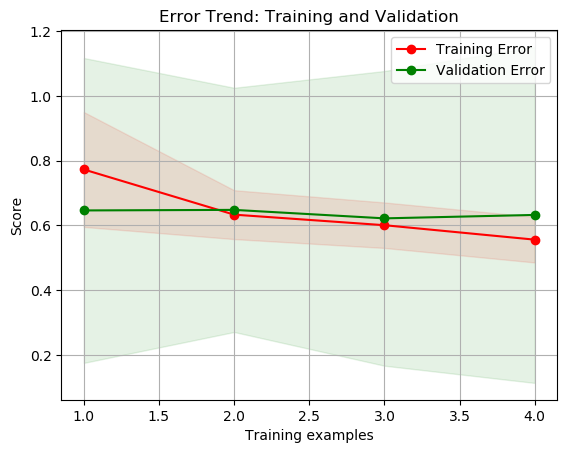 Error Trend: Training and Validation
Training Error
Validation Error
Score
1.2
1.0
0.8
0.6
0.4
0.2
1.0 1.5 2.0 2.5 3.0 3.5 4.0
Training examples